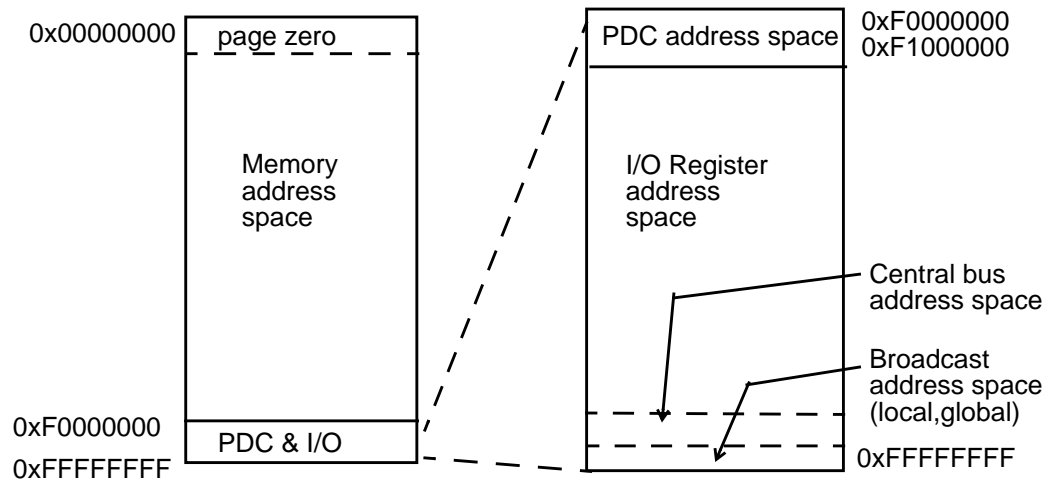 0x00000000
page zero
Memory
address
space
0xF0000000
PDC & I/O
0xFFFFFFFF
PDC address space
0xF0000000
0xF1000000
I/O Register
address
space
Central bus
address space
Broadcast
address space
(local,global)
0xFFFFFFFF